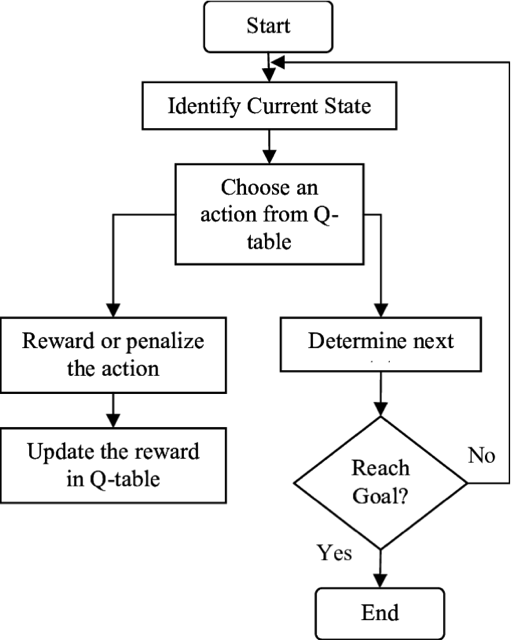 Start
Identify Current State
Choose an
action from Q-
table
Reward or penalize
the action
Determine next
Update the reward
in Q-table
Reach
Goal?
No
Yes
End